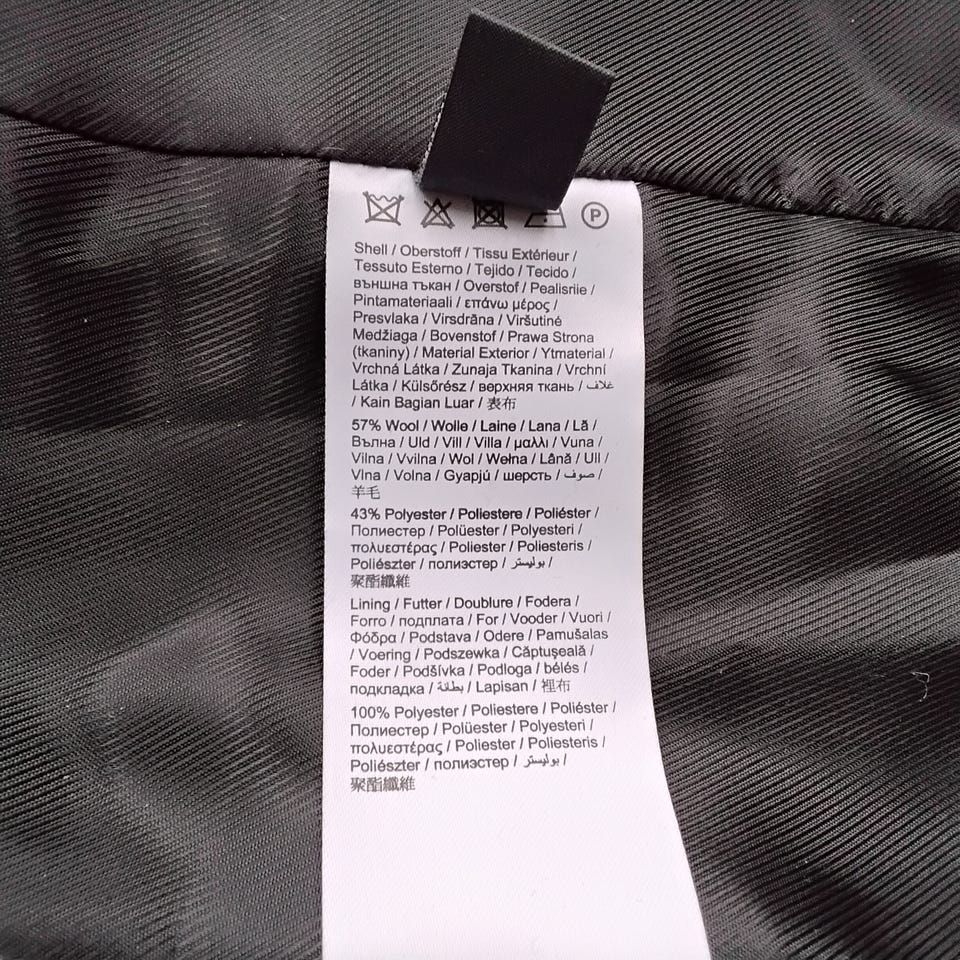 P
Shell / Oberstoff / Tissu Extérieur /
Tessuto Esterno / Tejido / Tecido /
външна тъкан / Overstof / Pealisriie /
Pintamateriaali / επάνω μέρος /
Presvlaka / Virsdrāna / Viršutinė
Medžiaga / Bovenstof / Prawa Strona
(tkaniny) / Material Exterior / Ytmaterial /
Vrchná Látka / Zunaja Tkanina / Vrchní
Látka / Külsőrész / верхняя ткань / غلاف
/ Kain Bagian Luar / 表布
57% Wool / Wolle / Laine / Lana / Lã /
Вълна / Uld / Vill / Villa / μαλλι / Vuna /
Vilna / Vvilna / Wol / Wełna / Lână / Ull /
Vlna / Volna / Gyapjú / шерсть / صوف /
羊毛
43% Polyester / Poliestere / Poliéster /
Полиестер / Polüester / Polyesteri /
πολυεστέρας / Poliester / Poliesteris /
Poliészter / полиэстер / بوليستر /
聚酯纖維
Lining / Futter / Doublure / Fodera /
Forro / подплата / For / Vooder / Vuori /
Φόδρα / Podstava / Odere / Pamušalas
/ Voering / Podszewka / Căptuşeală /
Foder / Podšívka / Podloga / bélés /
подкладка / بطانة / Lapisan / 裡布
100% Polyester / Poliestere / Poliéster /
Полиестер / Polüester / Polyesteri /
πολυεστέρας / Poliester / Poliesteris /
Poliészter / полиэстер / بوليستر /
聚酯纖維